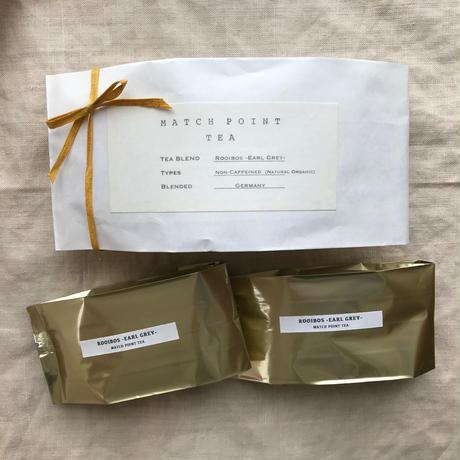 MATCH POINT
TEA
TEA BLEND ROOIBOS -EARL GREY-
TYPES NON-CAFFEINED (NATURAL ORGANIC)
BLENDED GERMANY
ROOIBOS -EARL GREY-
MATCH POINT TEA
ROOIBOS -EARL GREY-
MATCH POINT TEA